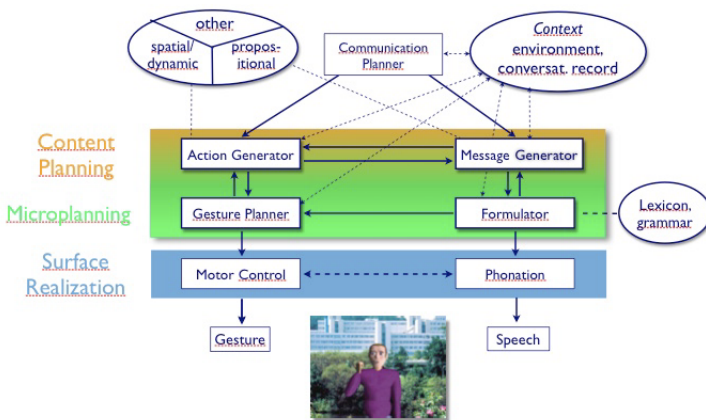 other
spatial/
dynamic
propos-
itional
Communication
Planner
Context
environment,
conversat. record
Content
Planning
Action Generator
Message Generator
Microplanning
Gesture Planner
Formulator
Lexicon,
grammar
Surface
Realization
Motor Control
Phonation
Gesture
Speech